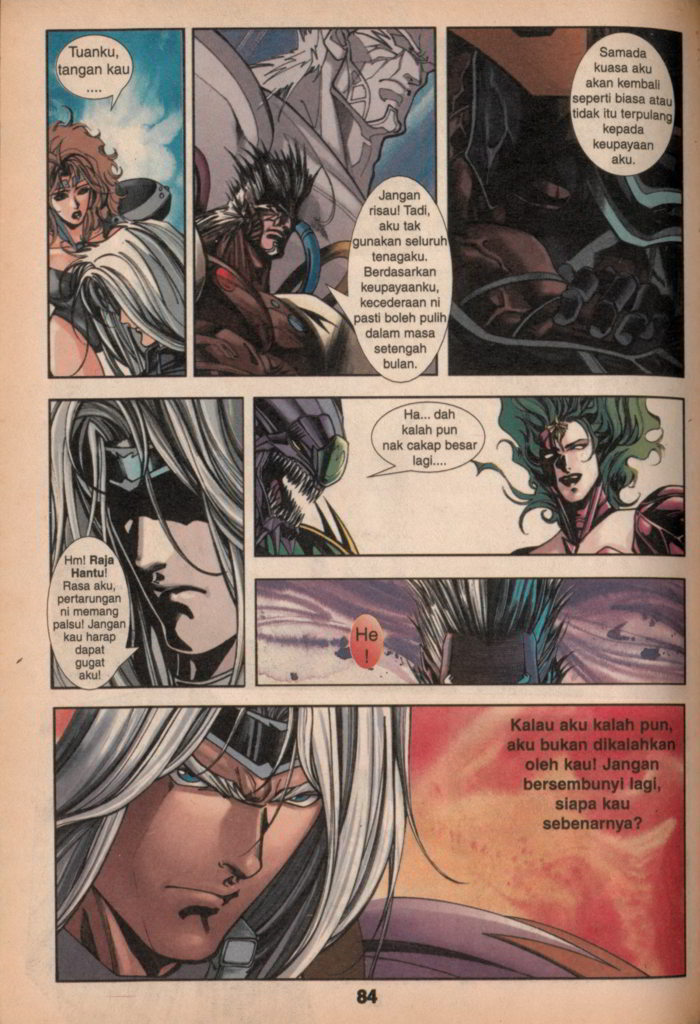 Tuanku,
tangan kau
....
Jangan
risau! Tadi,
aku tak
gunakan seluruh
tenagaku.
Berdasarkan
keupayaanku,
kecederaan ni
pasti boleh pulih
dalam masa
setengah
bulan.
Samada
kuasa aku
akan kembali
seperti biasa atau
tidak itu terpulang
kepada
keupayaan
aku.
Hm! Raja
Hantu!
Rasa aku,
pertarungan
ni memang
palsu! Jangan
kau harap
dapat
gugat
aku!
Ha... dah
kalah pun
nak cakap besar
lagi....
He
!
Kalau aku kalah pun,
aku bukan dikalahkan
oleh kau! Jangan
bersembunyi lagi,
siapa kau
sebenarnya?
84